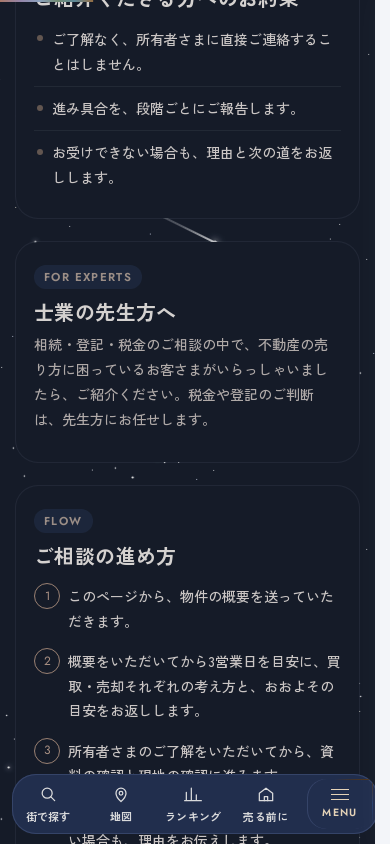 ご了解なく、所有者さまに直接ご連絡するこ
とはしません。
進み具合を、段階ごとにご報告します。
お受けできない場合も、理由と次の道をお返
しします。
FOR EXPERTS
士業の先生方へ
相続・登記・税金のご相談の中で、不動産の売
り方に困っているお客さまがいらっしゃいまし
たら、ご紹介ください。税金や登記のご判断
は、先生方にお任せします。
FLOW
ご相談の進め方
1 このページから、物件の概要を送っていた
だきます。
2 概要をいただいてから3営業日を目安に、買
取・売却それぞれの考え方と、おおよその
目安をお返しします。
3 所有者さまのご了解をいただいてから、資
街で探す 地図 ランキング 売る前に MENU
い場合も、理由をお伝えします。